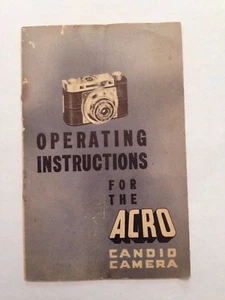 OPERATING
INSTRUCTIONS
FOR
THE
ACRO
CANDID
CAMERA